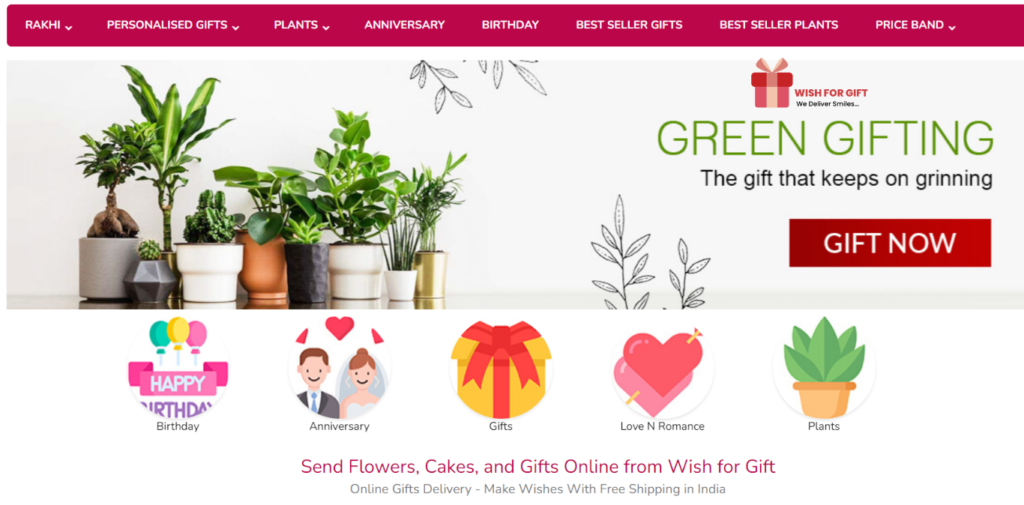 RAKHI PERSONALISED GIFTS PLANTS ANNIVERSARY BIRTHDAY BEST SELLER GIFTS BEST SELLER PLANTS PRICE BAND
WISH FOR GIFT
We Deliver Smiles...
GREEN GIFTING
The gift that keeps on grinning
GIFT NOW
HAPPY
BIRTHDAY
Birthday Anniversary Gifts Love N Romance Plants
Send Flowers, Cakes, and Gifts Online from Wish for Gift
Online Gifts Delivery - Make Wishes With Free Shipping in India